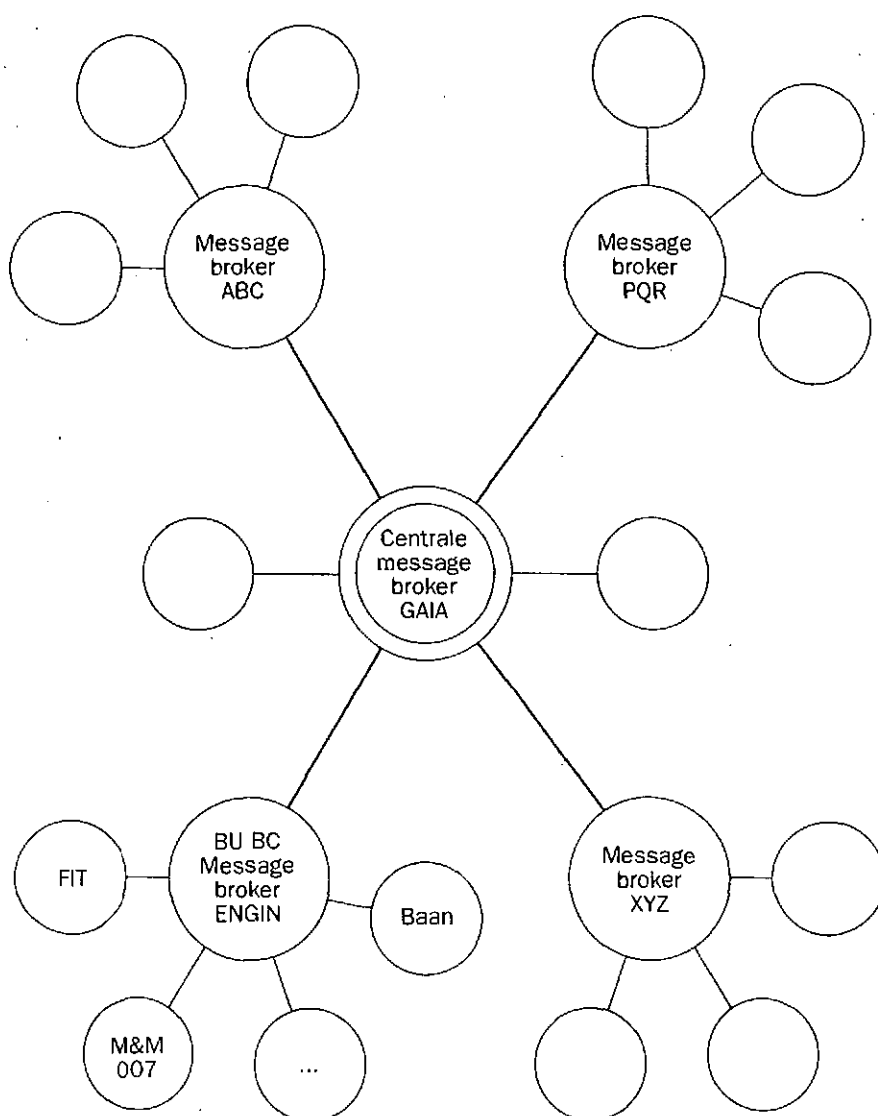 Message
broker
ABC
Message
broker
PQR
Centrale
message
broker
GAIA
BU BC
Message
broker
ENGIN
FIT
Baan
M&M
007
...
Message
broker
XYZ